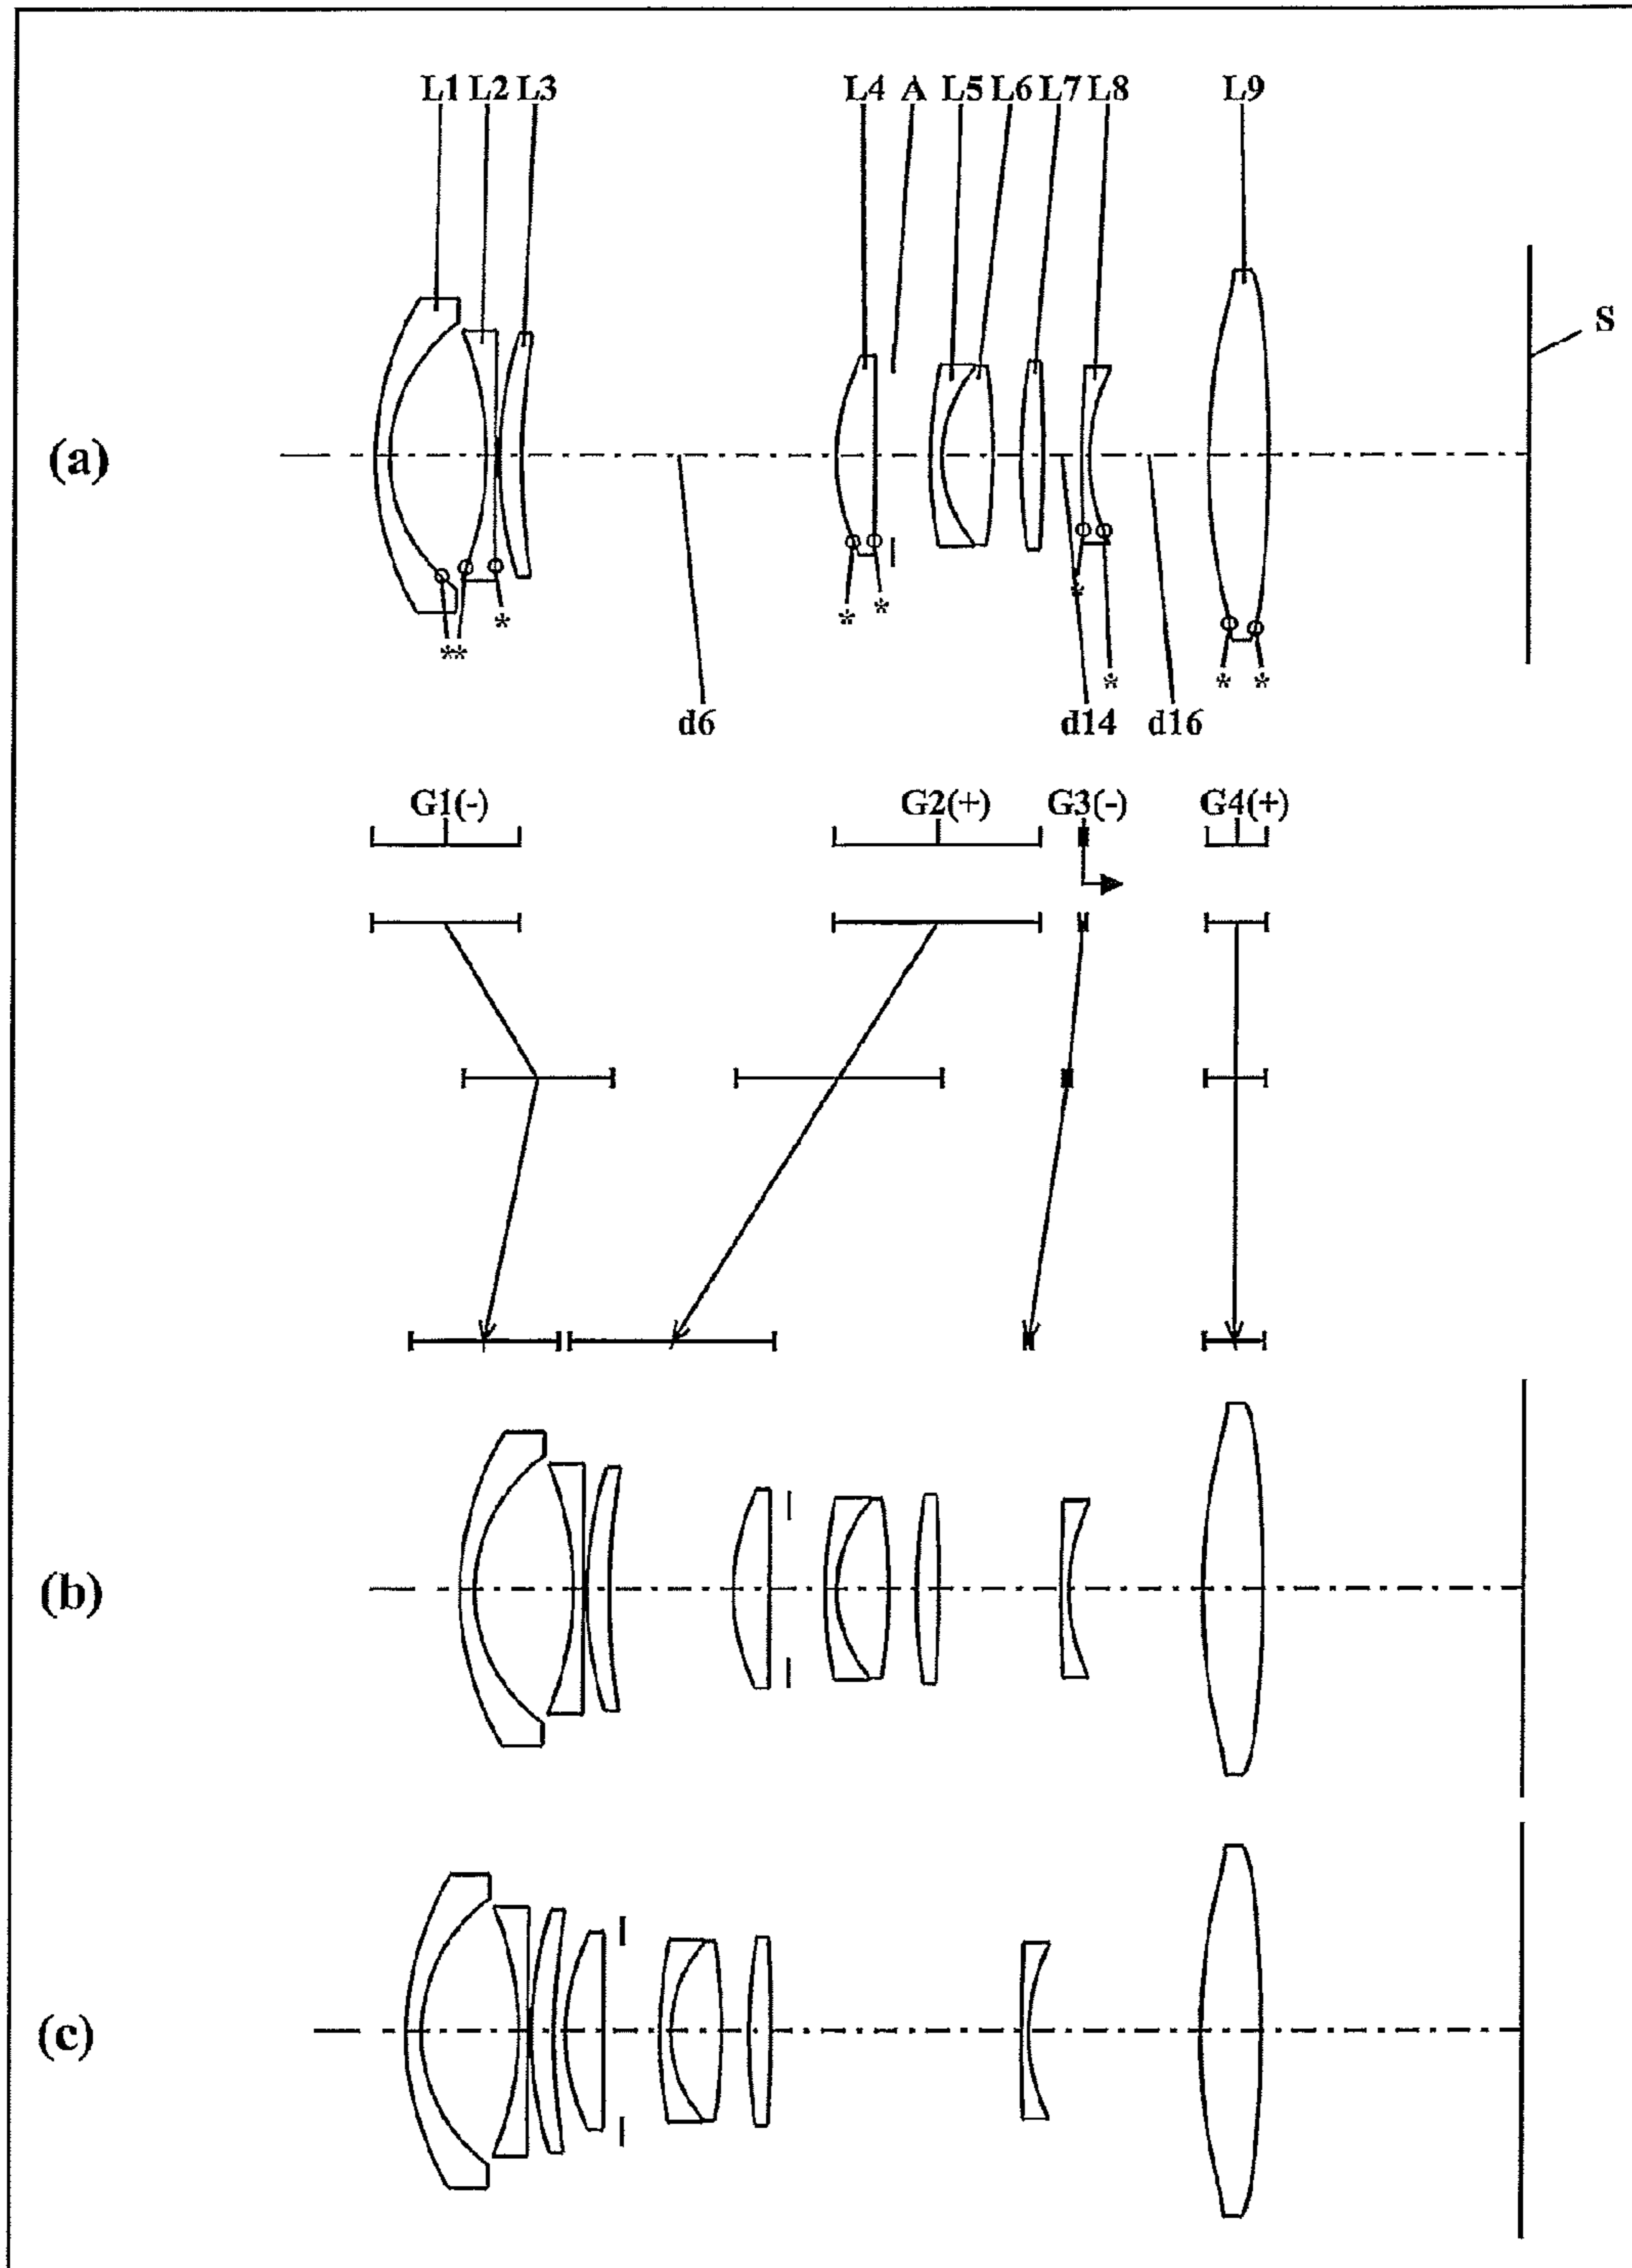 L1 L2 L3 L4 A L5 L6 L7 L8 L9
S
(a)
*
* *
*
** * * *
d6 d14 d16
G1(-) G2(+) G3(-) G4(+)
(b)
(c)